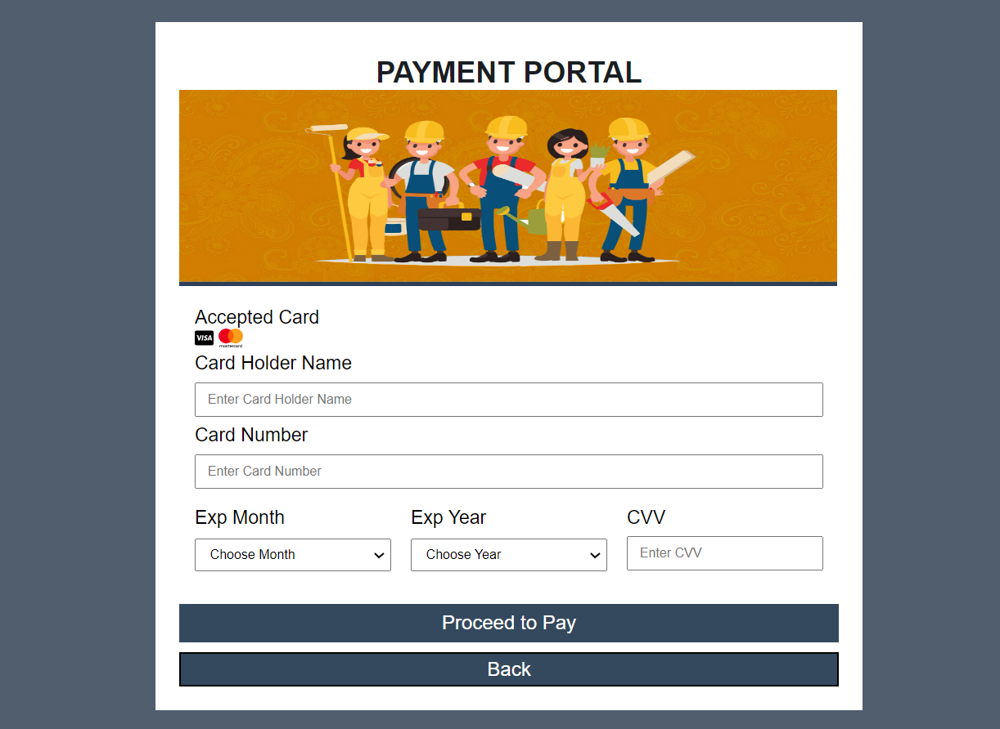 PAYMENT PORTAL
Accepted Card
VISA mastercard
Card Holder Name
Enter Card Holder Name
Card Number
Enter Card Number
Exp Month Exp Year CVV
Choose Month Choose Year Enter CVV
Proceed to Pay
Back